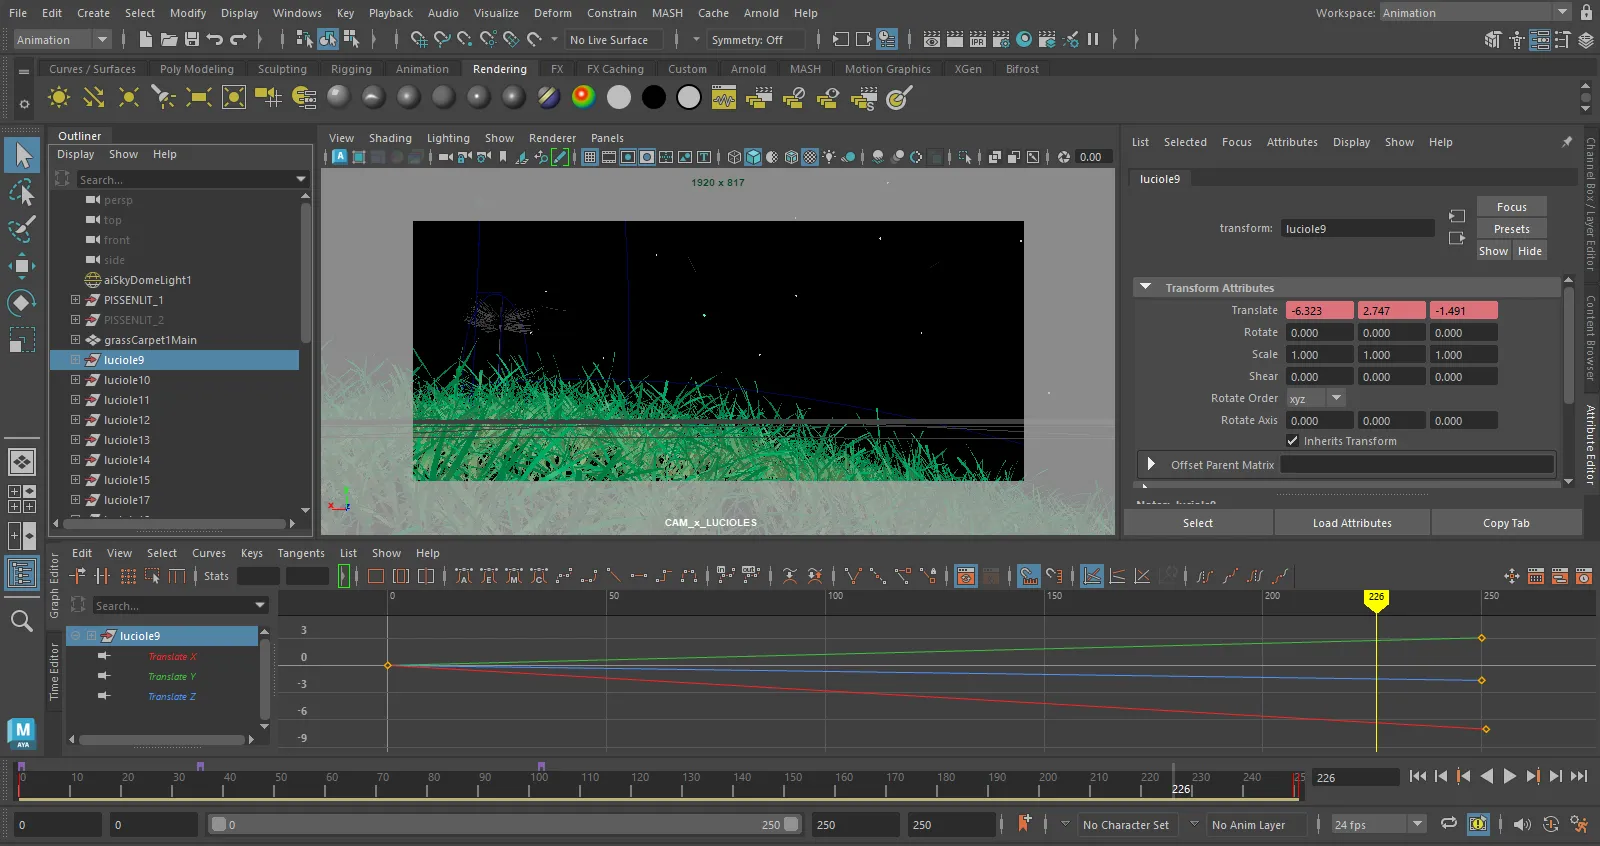 File Edit Create Select Modify Display Windows Key Playback Audio Visualize Deform Constrain MASH Cache Arnold Help
Workspace: Animation
Animation
No Live Surface
Symmetry: Off
Curves / Surfaces Poly Modeling Sculpting Rigging Animation Rendering FX FX Caching Custom Arnold MASH Motion Graphics XGen Bifrost
IPR
S
Outliner
Display Show Help
Search...
persp
top
front
side
aiSkyDomeLight1
PISSENLIT_1
PISSENLIT_2
grassCarpet1Main
luciole9
luciole10
luciole11
luciole12
luciole13
luciole14
luciole15
luciole17
View Shading Lighting Show Renderer Panels
0.00
1920 x 817
CAM_x_LUCIOLES
List Selected Focus Attributes Display Show Help
luciole9
transform: luciole9
Focus
Presets
Show Hide
Transform Attributes
Translate -6.323 2.747 -1.491
Rotate 0.000 0.000 0.000
Scale 1.000 1.000 1.000
Shear 0.000 0.000 0.000
Rotate Order xyz
Rotate Axis 0.000 0.000 0.000
Inherits Transform
Offset Parent Matrix
Select Load Attributes Copy Tab
Channel Box / Layer Editor
Content Browser
Attribute Editor
Graph Editor
Time Editor
Edit View Select Curves Keys Tangents List Show Help
Stats
Search...
luciole9
Translate X
Translate Y
Translate Z
0 50 100 150 200 226 250
3
0
-3
-6
-9
M
AYA
0 10 20 30 40 50 60 70 80 90 100 110 120 130 140 150 160 170 180 190 200 210 220 230 240 25
226
226
0 0 0 250 250 250
No Character Set
No Anim Layer
24 fps